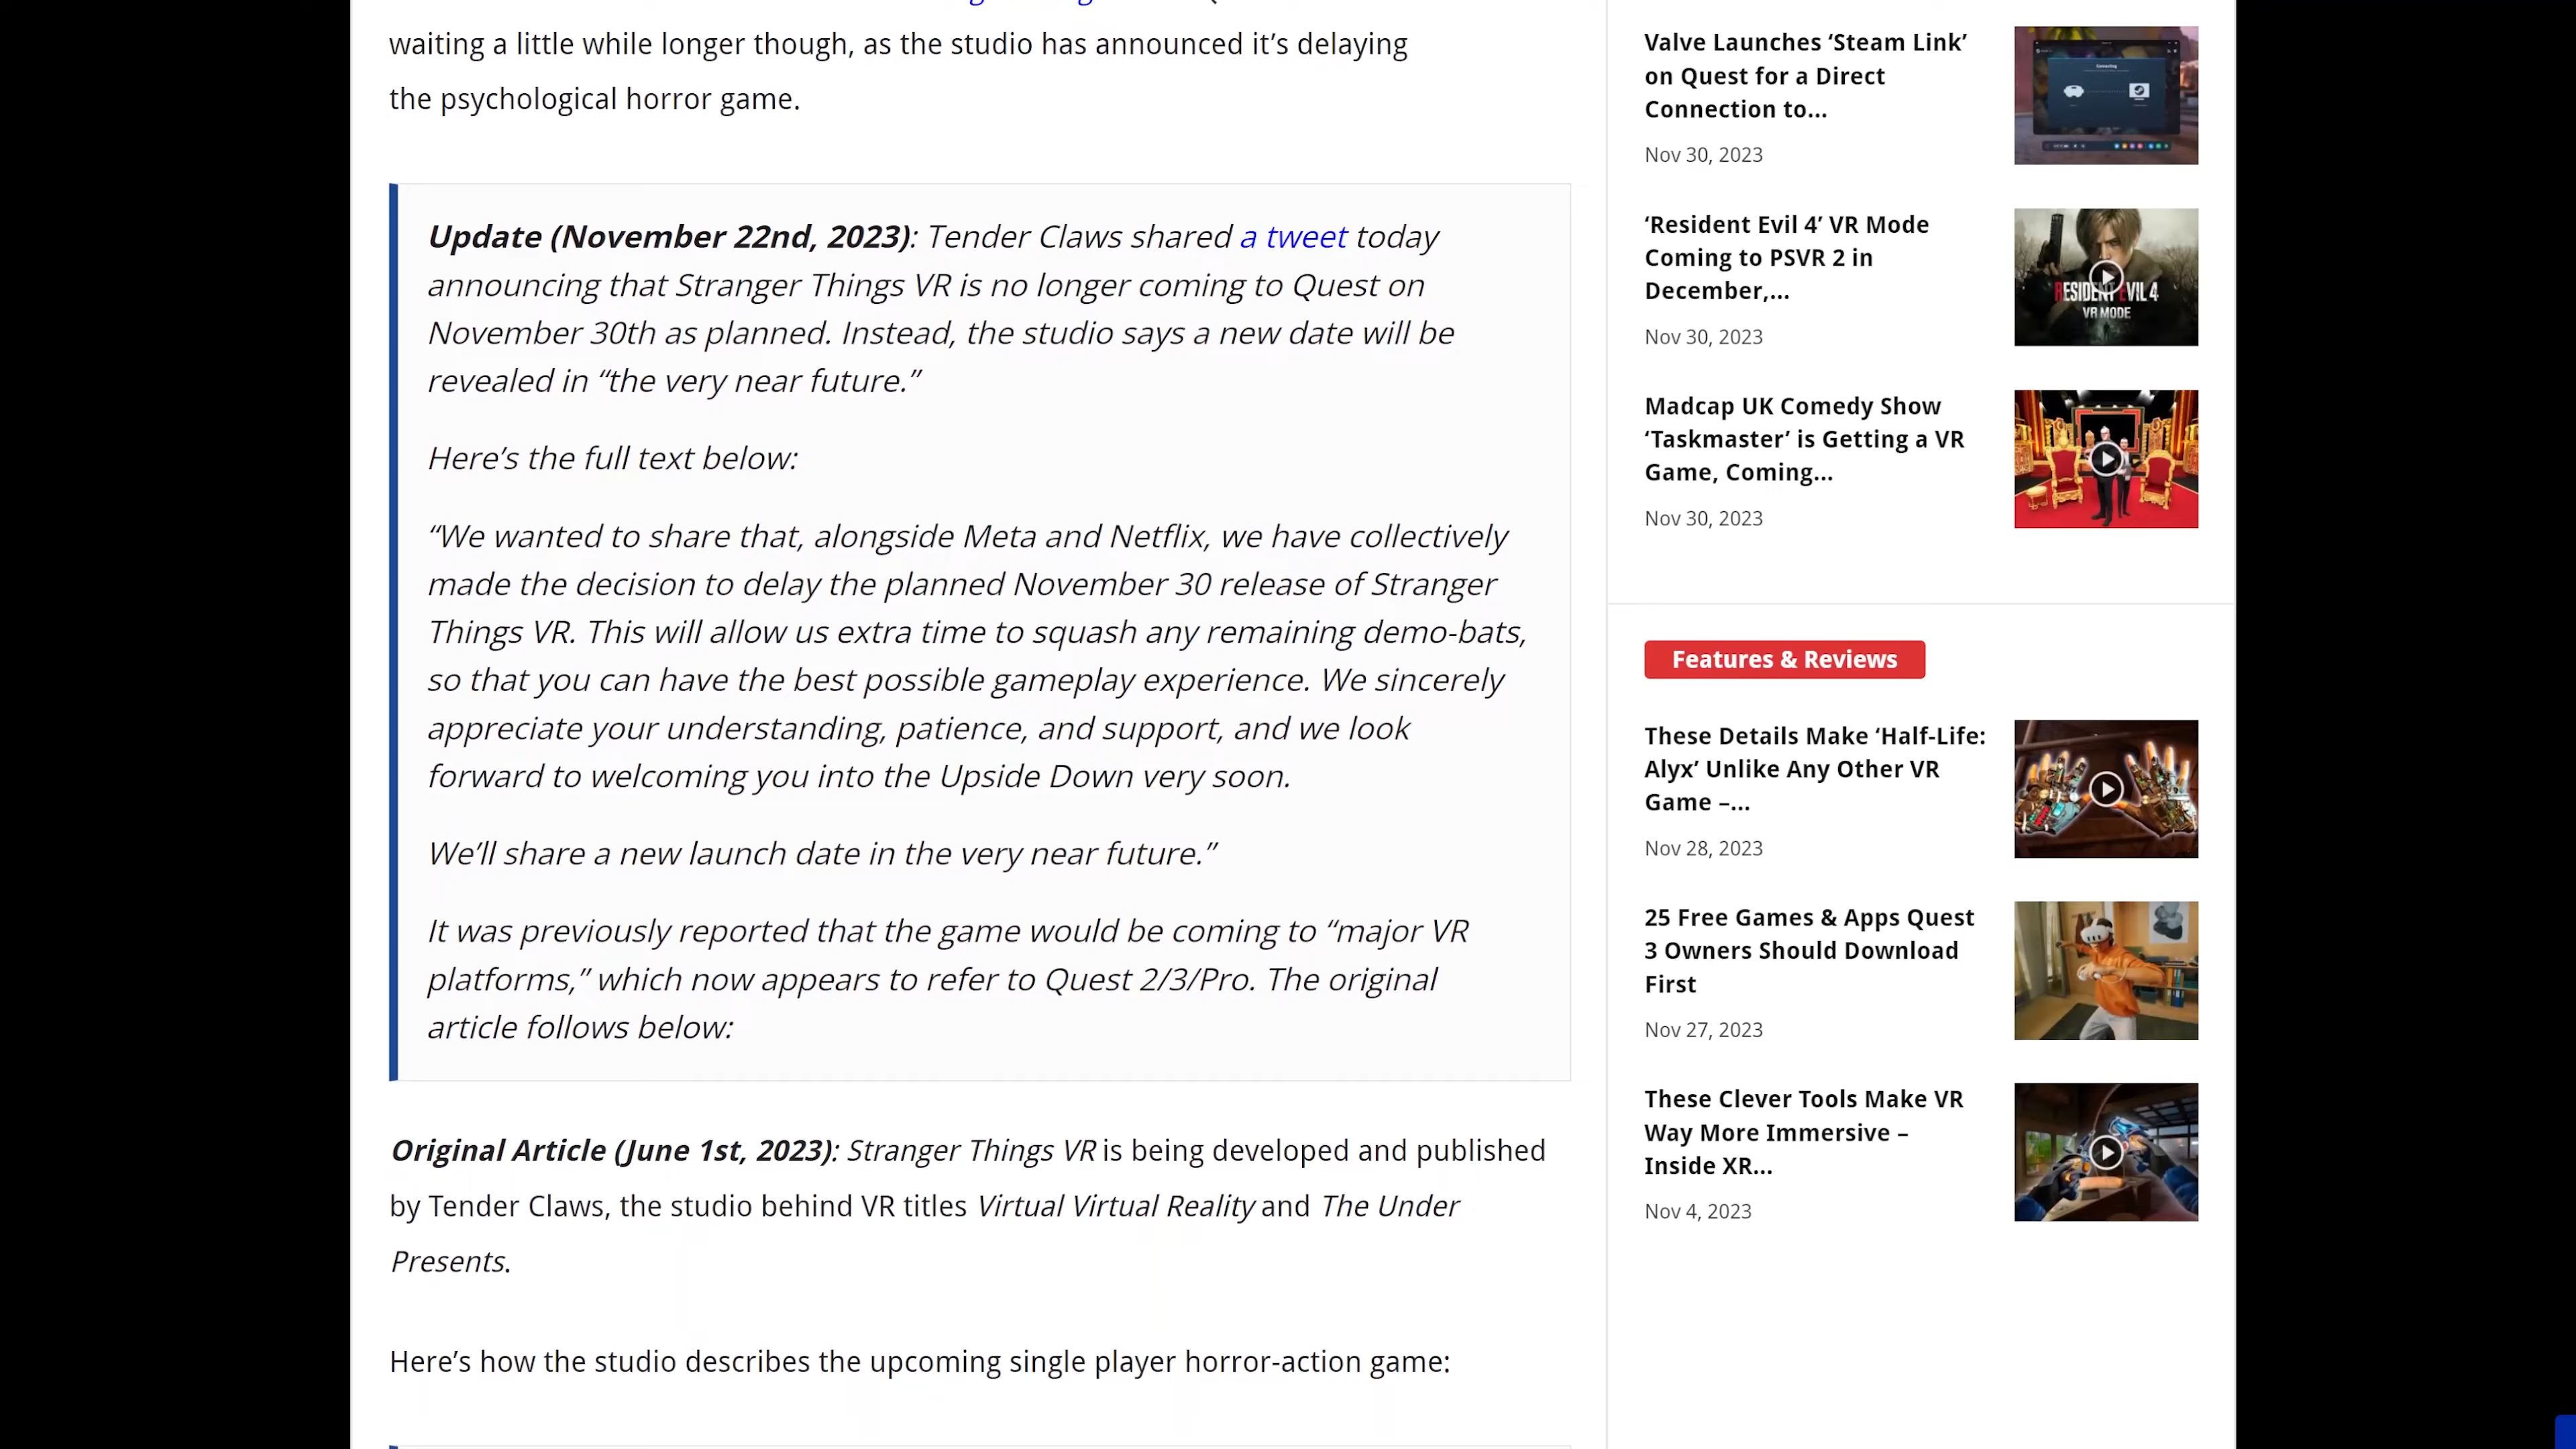 waiting a little while longer though, as the studio has announced it’s delaying
the psychological horror game.
Update (November 22nd, 2023): Tender Claws shared a tweet today
announcing that Stranger Things VR is no longer coming to Quest on
November 30th as planned. Instead, the studio says a new date will be
revealed in “the very near future.”
Here’s the full text below:
“We wanted to share that, alongside Meta and Netflix, we have collectively
made the decision to delay the planned November 30 release of Stranger
Things VR. This will allow us extra time to squash any remaining demo-bats,
so that you can have the best possible gameplay experience. We sincerely
appreciate your understanding, patience, and support, and we look
forward to welcoming you into the Upside Down very soon.
We’ll share a new launch date in the very near future.”
It was previously reported that the game would be coming to “major VR
platforms,” which now appears to refer to Quest 2/3/Pro. The original
article follows below:
Original Article (June 1st, 2023): Stranger Things VR is being developed and published
by Tender Claws, the studio behind VR titles Virtual Virtual Reality and The Under
Presents.
Here’s how the studio describes the upcoming single player horror-action game:
Valve Launches ‘Steam Link’
on Quest for a Direct
Connection to...
Nov 30, 2023
‘Resident Evil 4’ VR Mode
Coming to PSVR 2 in
December,...
Nov 30, 2023
RESIDENT EVIL 4
VR MODE
Madcap UK Comedy Show
‘Taskmaster’ is Getting a VR
Game, Coming...
Nov 30, 2023
Features & Reviews
These Details Make ‘Half-Life:
Alyx’ Unlike Any Other VR
Game –...
Nov 28, 2023
25 Free Games & Apps Quest
3 Owners Should Download
First
Nov 27, 2023
These Clever Tools Make VR
Way More Immersive –
Inside XR...
Nov 4, 2023